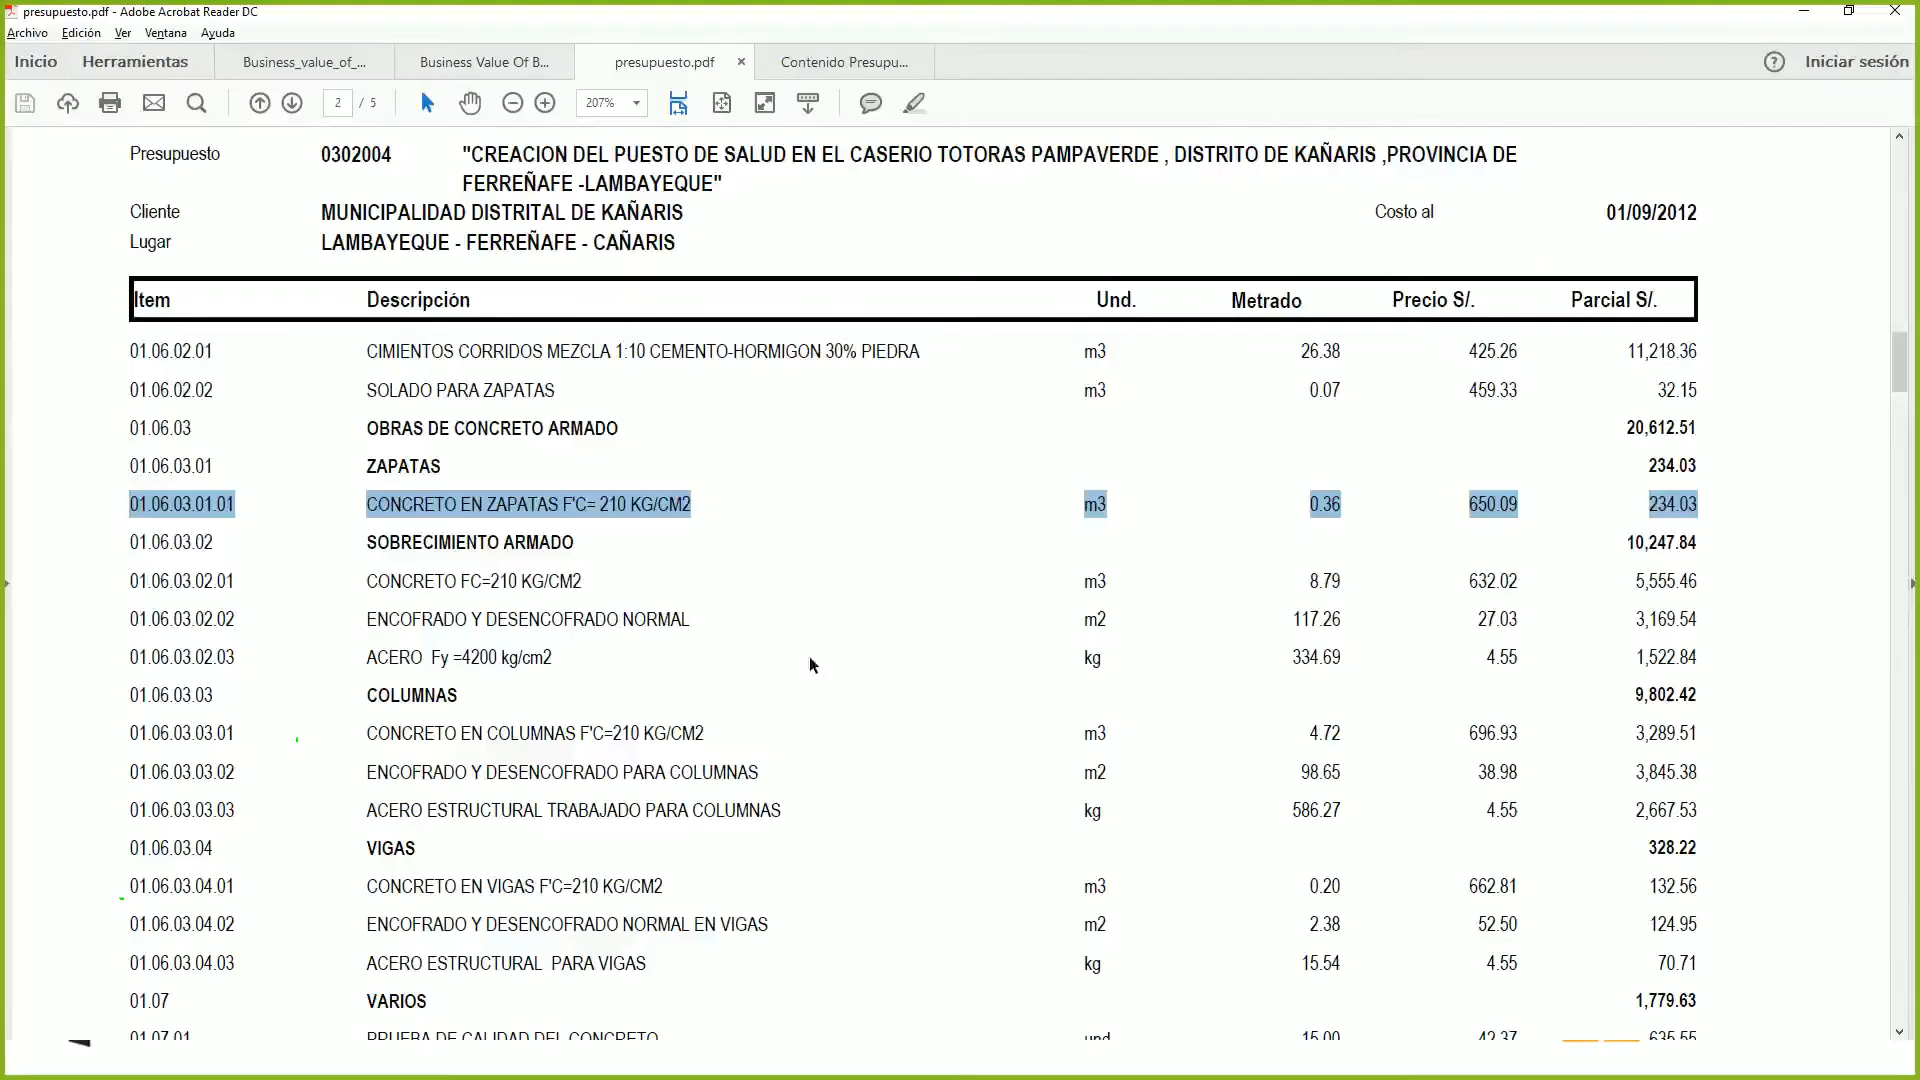 presupuesto.pdf - Adobe Acrobat Reader DC
Archivo Edición Ver Ventana Ayuda
Inicio Herramientas Business_value_of_... Business Value Of B... presupuesto.pdf × Contenido Presupu... Iniciar sesión
2 / 5 207%
Presupuesto 0302004 "CREACION DEL PUESTO DE SALUD EN EL CASERIO TOTORAS PAMPAVERDE , DISTRITO DE KAÑARIS ,PROVINCIA DE
FERREÑAFE -LAMBAYEQUE"
Cliente MUNICIPALIDAD DISTRITAL DE KAÑARIS Costo al 01/09/2012
Lugar LAMBAYEQUE - FERREÑAFE - CAÑARIS
Item Descripción Und. Metrado Precio S/. Parcial S/.
01.06.02.01 CIMIENTOS CORRIDOS MEZCLA 1:10 CEMENTO-HORMIGON 30% PIEDRA m3 26.38 425.26 11,218.36
01.06.02.02 SOLADO PARA ZAPATAS m3 0.07 459.33 32.15
01.06.03 OBRAS DE CONCRETO ARMADO 20,612.51
01.06.03.01 ZAPATAS 234.03
01.06.03.01.01 CONCRETO EN ZAPATAS F'C= 210 KG/CM2 m3 0.36 650.09 234.03
01.06.03.02 SOBRECIMIENTO ARMADO 10,247.84
01.06.03.02.01 CONCRETO FC=210 KG/CM2 m3 8.79 632.02 5,555.46
01.06.03.02.02 ENCOFRADO Y DESENCOFRADO NORMAL m2 117.26 27.03 3,169.54
01.06.03.02.03 ACERO Fy =4200 kg/cm2 kg 334.69 4.55 1,522.84
01.06.03.03 COLUMNAS 9,802.42
01.06.03.03.01 CONCRETO EN COLUMNAS F'C=210 KG/CM2 m3 4.72 696.93 3,289.51
01.06.03.03.02 ENCOFRADO Y DESENCOFRADO PARA COLUMNAS m2 98.65 38.98 3,845.38
01.06.03.03.03 ACERO ESTRUCTURAL TRABAJADO PARA COLUMNAS kg 586.27 4.55 2,667.53
01.06.03.04 VIGAS 328.22
01.06.03.04.01 CONCRETO EN VIGAS F'C=210 KG/CM2 m3 0.20 662.81 132.56
01.06.03.04.02 ENCOFRADO Y DESENCOFRADO NORMAL EN VIGAS m2 2.38 52.50 124.95
01.06.03.04.03 ACERO ESTRUCTURAL PARA VIGAS kg 15.54 4.55 70.71
01.07 VARIOS 1,779.63
01.07.01 PRUEBA DE CALIDAD DEL CONCRETO und 15.00 42.37 635.55